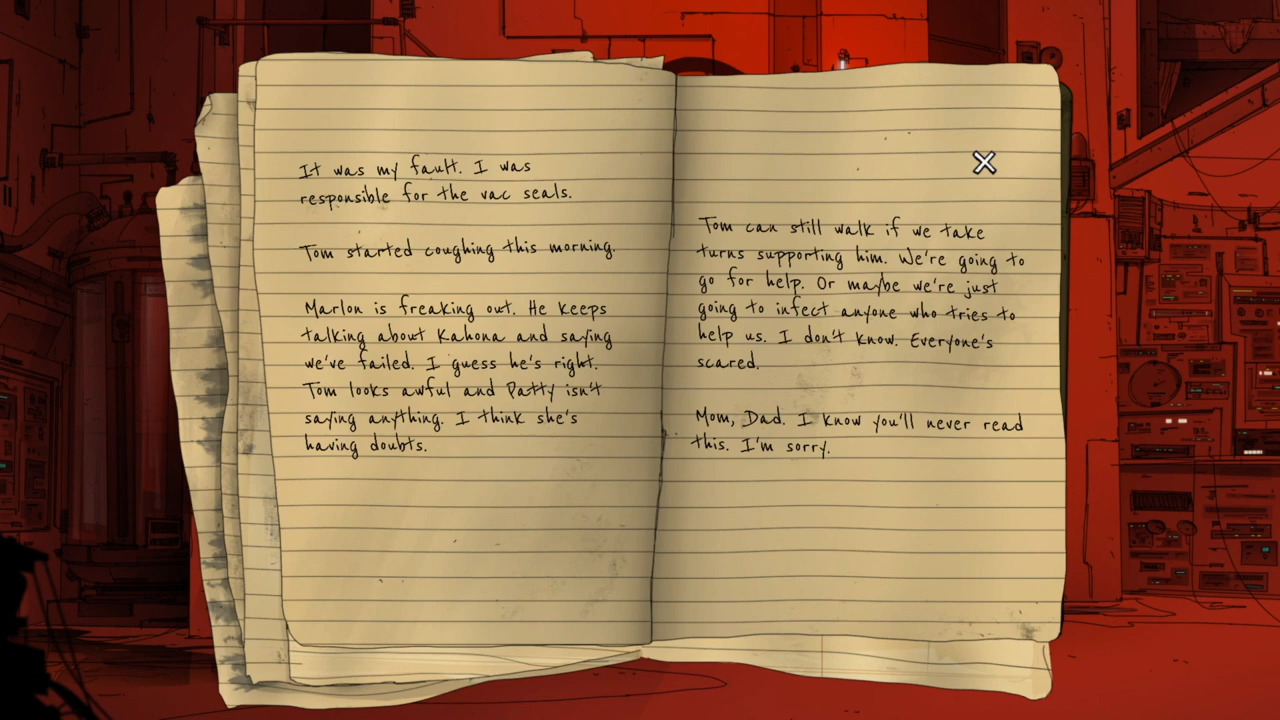 It was my fault. I was
responsible for the vac seals.
Tom started coughing this morning.
Marlon is freaking out. He keeps
talking about Kahona and saying
we've failed. I guess he's right.
Tom looks awful and Patty isn't
saying anything. I think she's
having doubts.
Tom can still walk if we take
turns supporting him. We're going to
go for help. Or maybe we're just
going to infect anyone who tries to
help us. I don't know. Everyone's
scared.
Mom, Dad. I know you'll never read
this. I'm sorry.